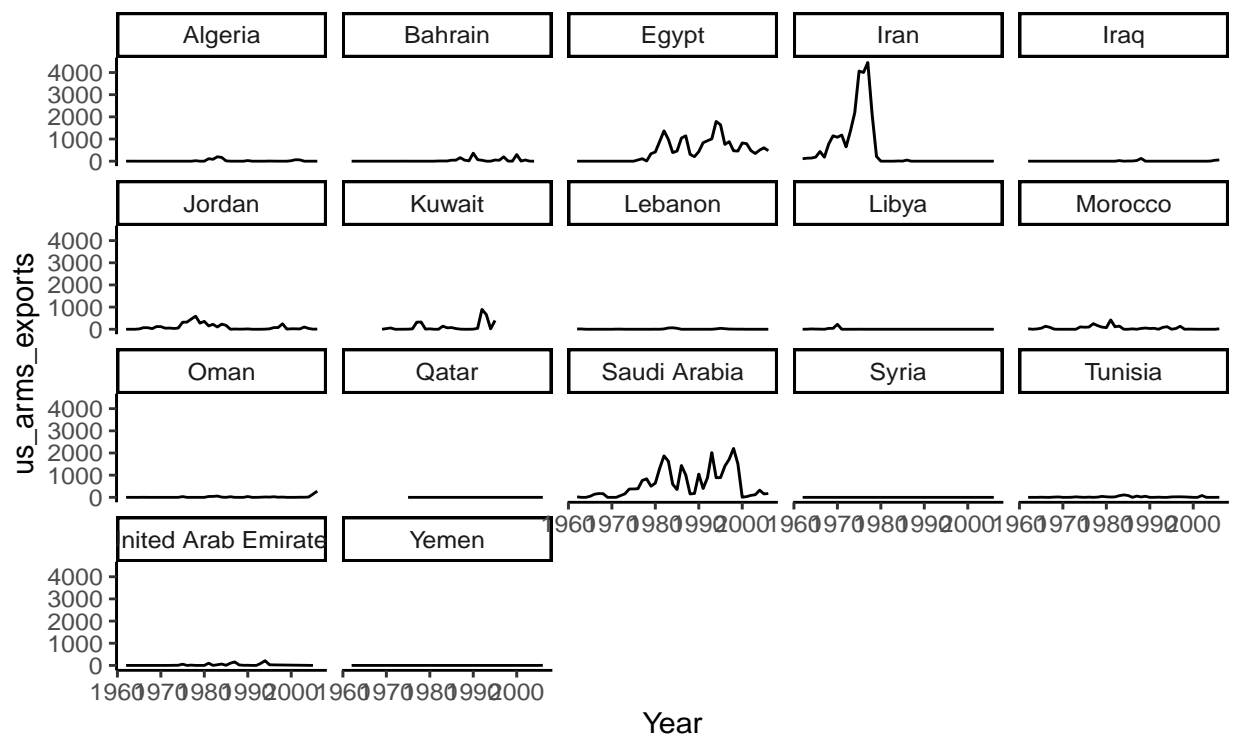 Algeria Bahrain Egypt Iran Iraq
4000
3000
2000
1000
0
Jordan Kuwait Lebanon Libya Morocco
4000
3000
2000
1000
0
us_arms_exports
Oman Qatar Saudi Arabia Syria Tunisia
4000
3000
2000
1000
0
1960 1970 1980 1990 2000 1960 1970 1980 1990 2000 1960 1970 1980 1990 2000
nited Arab Emirate Yemen
4000
3000
2000
1000
0
1960 1970 1980 1990 2000 1960 1970 1980 1990 2000
Year